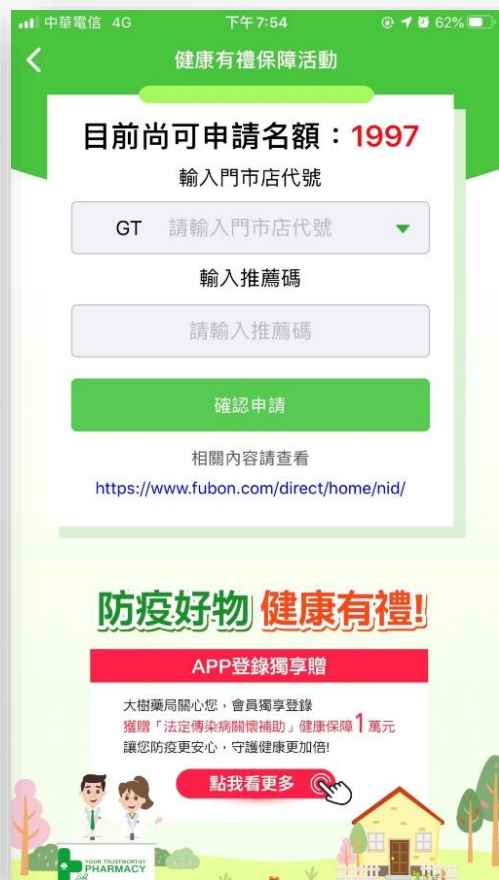 中華電信 4G 下午7:54 62%
健康有禮保障活動
目前尚可申請名額：1997
輸入門市店代號
GT 請輸入門市店代號
輸入推薦碼
請輸入推薦碼
確認申請
相關內容請查看
https://www.fubon.com/direct/home/nid/
防疫好物 健康有禮!
APP登錄獨享贈
大樹藥局關心您，會員獨享登錄
獲贈「法定傳染病關懷補助」健康保障1萬元
讓您防疫更安心，守護健康更加倍!
點我看更多
YOUR TRUSTWORTHY
PHARMACY